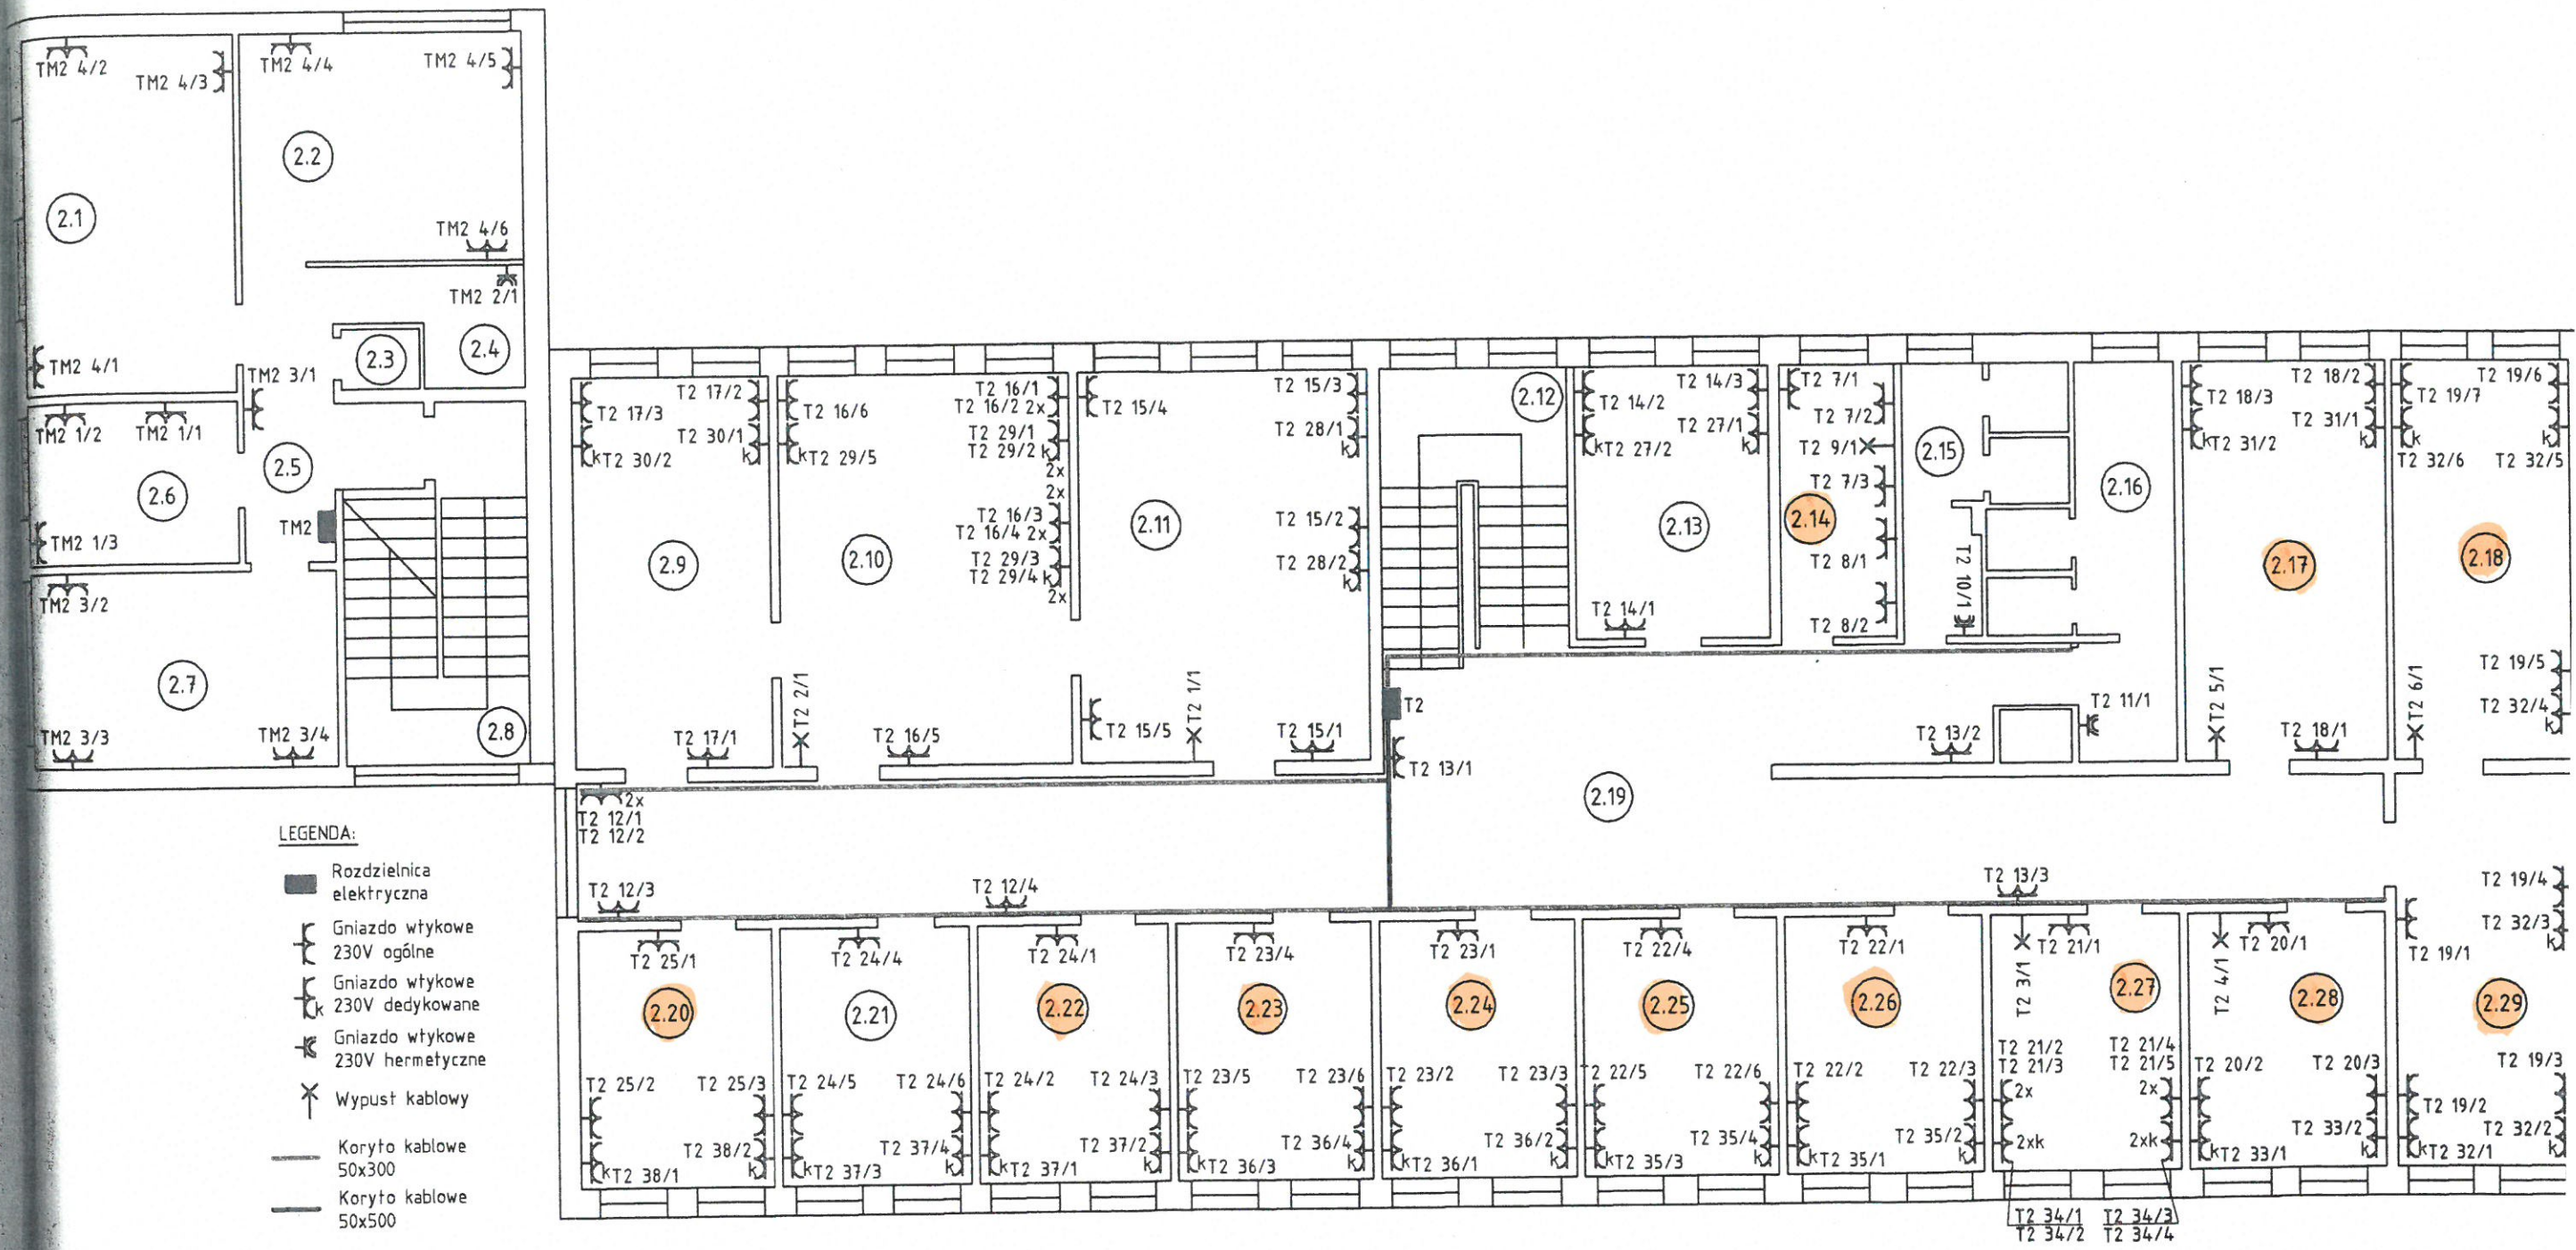 TM2 4/2
TM2 4/3
TM2 4/4
TM2 4/5
2.2
2.1
TM2 4/6
TM2 2/1
2.3
2.4
TM2 4/1
TM2 3/1
TM2 1/2
TM2 1/1
2.5
2.6
TM2
TM2 1/3
TM2 3/2
2.7
2.8
TM2 3/3
TM2 3/4
T2 17/3
T2 17/2
T2 30/1
k
kT2 30/2
2.9
T2 17/1
T2 16/6
kT2 29/5
T2 16/1
T2 16/2 2x
T2 29/1
T2 29/2 k
2x
2x
T2 16/3
T2 16/4 2x
T2 29/3
T2 29/4 k
2x
2.10
T2 2/1
T2 16/5
T2 15/4
T2 15/3
T2 28/1
k
2.11
T2 15/2
T2 28/2
k
T2 15/5
T2 1/1
T2 15/1
2.12
T2 14/2
T2 14/3
T2 27/1
k
kT2 27/2
2.13
T2 14/1
T2 7/1
T2 7/2
T2 9/1
T2 7/3
2.14
T2 8/1
T2 8/2
2.15
T2 10/1
2.16
T2 18/2
T2 18/3
T2 31/1
kT2 31/2
k
2.17
T2 5/1
T2 18/1
T2 19/6
T2 19/7
k
k
T2 32/6
T2 32/5
2.18
T2 19/5
T2 32/4
k
T2 6/1
T2
T2 13/1
T2 13/2
T2 11/1
2.19
2x
T2 12/1
T2 12/2
T2 12/3
T2 12/4
T2 13/3
T2 19/4
T2 32/3
k
T2 19/1
T2 25/1
2.20
T2 25/2
T2 25/3
T2 38/2
k
kT2 38/1
T2 24/4
2.21
T2 24/5
T2 24/6
T2 37/4
k
kT2 37/3
T2 24/1
2.22
T2 24/2
T2 24/3
T2 37/2
k
kT2 37/1
T2 23/4
2.23
T2 23/5
T2 23/6
T2 36/4
k
kT2 36/3
T2 23/1
2.24
T2 23/2
T2 23/3
T2 36/2
k
kT2 36/1
T2 22/4
2.25
T2 22/5
T2 22/6
T2 35/4
k
kT2 35/3
T2 22/1
2.26
T2 22/2
T2 22/3
T2 35/2
k
kT2 35/1
T2 3/1
T2 21/1
2.27
T2 21/2
T2 21/3
T2 21/4
T2 21/5
2x
2x
2xk
2xk
T2 34/1
T2 34/2
T2 34/3
T2 34/4
T2 4/1
T2 20/1
2.28
T2 20/2
T2 20/3
T2 33/2
k
kT2 33/1
2.29
T2 19/3
T2 19/2
T2 32/2
k
kT2 32/1
LEGENDA:
Rozdzielnica
elektryczna
Gniazdo wtykowe
230V ogólne
Gniazdo wtykowe
230V dedykowane
k
Gniazdo wtykowe
230V hermetyczne
Wypust kablowy
Koryto kablowe
50x300
Koryto kablowe
50x500